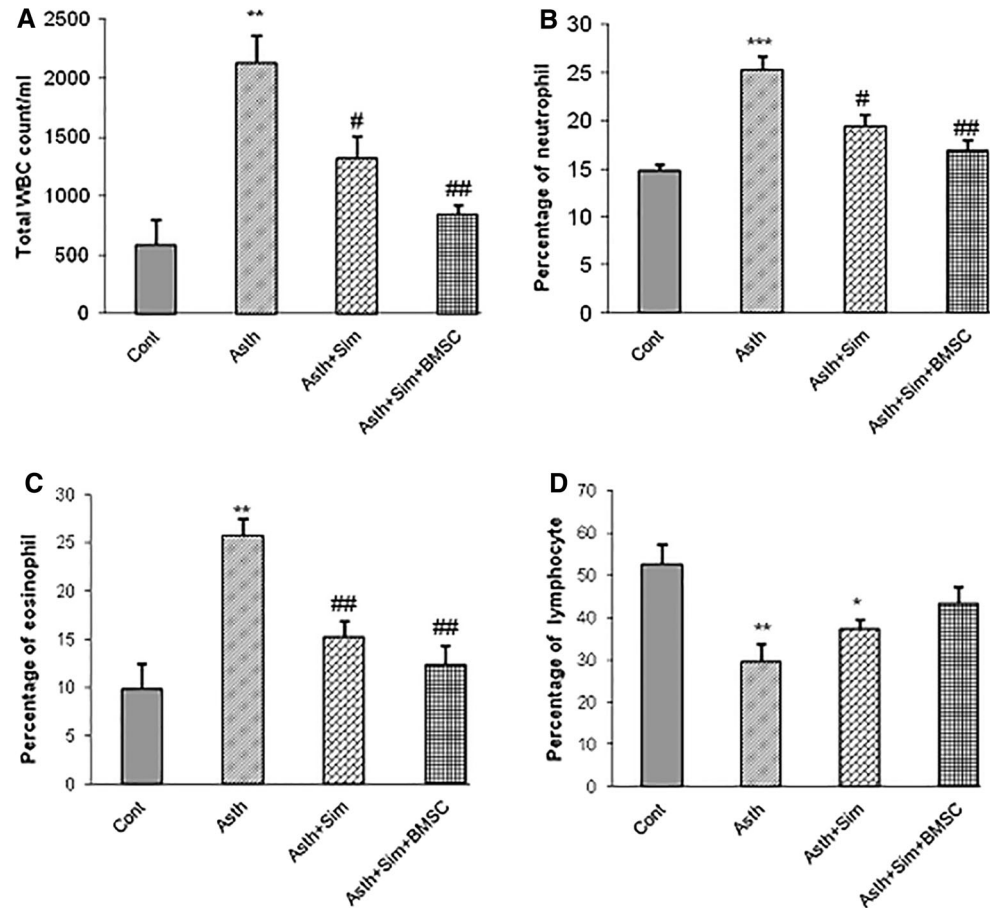 A
Total WBC count/ml
2500
2000
1500
1000
500
0
**
#
##
Cont
Asth
Asth+Sim
Asth+Sim+BMSC
B
Percentage of neutrophil
30
25
20
15
10
5
0
***
#
##
Cont
Asth
Asth+Sim
Asth+Sim+BMSC
C
Percentage of eosinophil
30
25
20
15
10
5
0
**
##
##
Cont
Asth
Asth+Sim
Asth+Sim+BMSC
D
Percentage of lymphocyte
70
60
50
40
30
20
10
0
**
*
Cont
Asth
Asth+Sim
Asth+Sim+BMSC